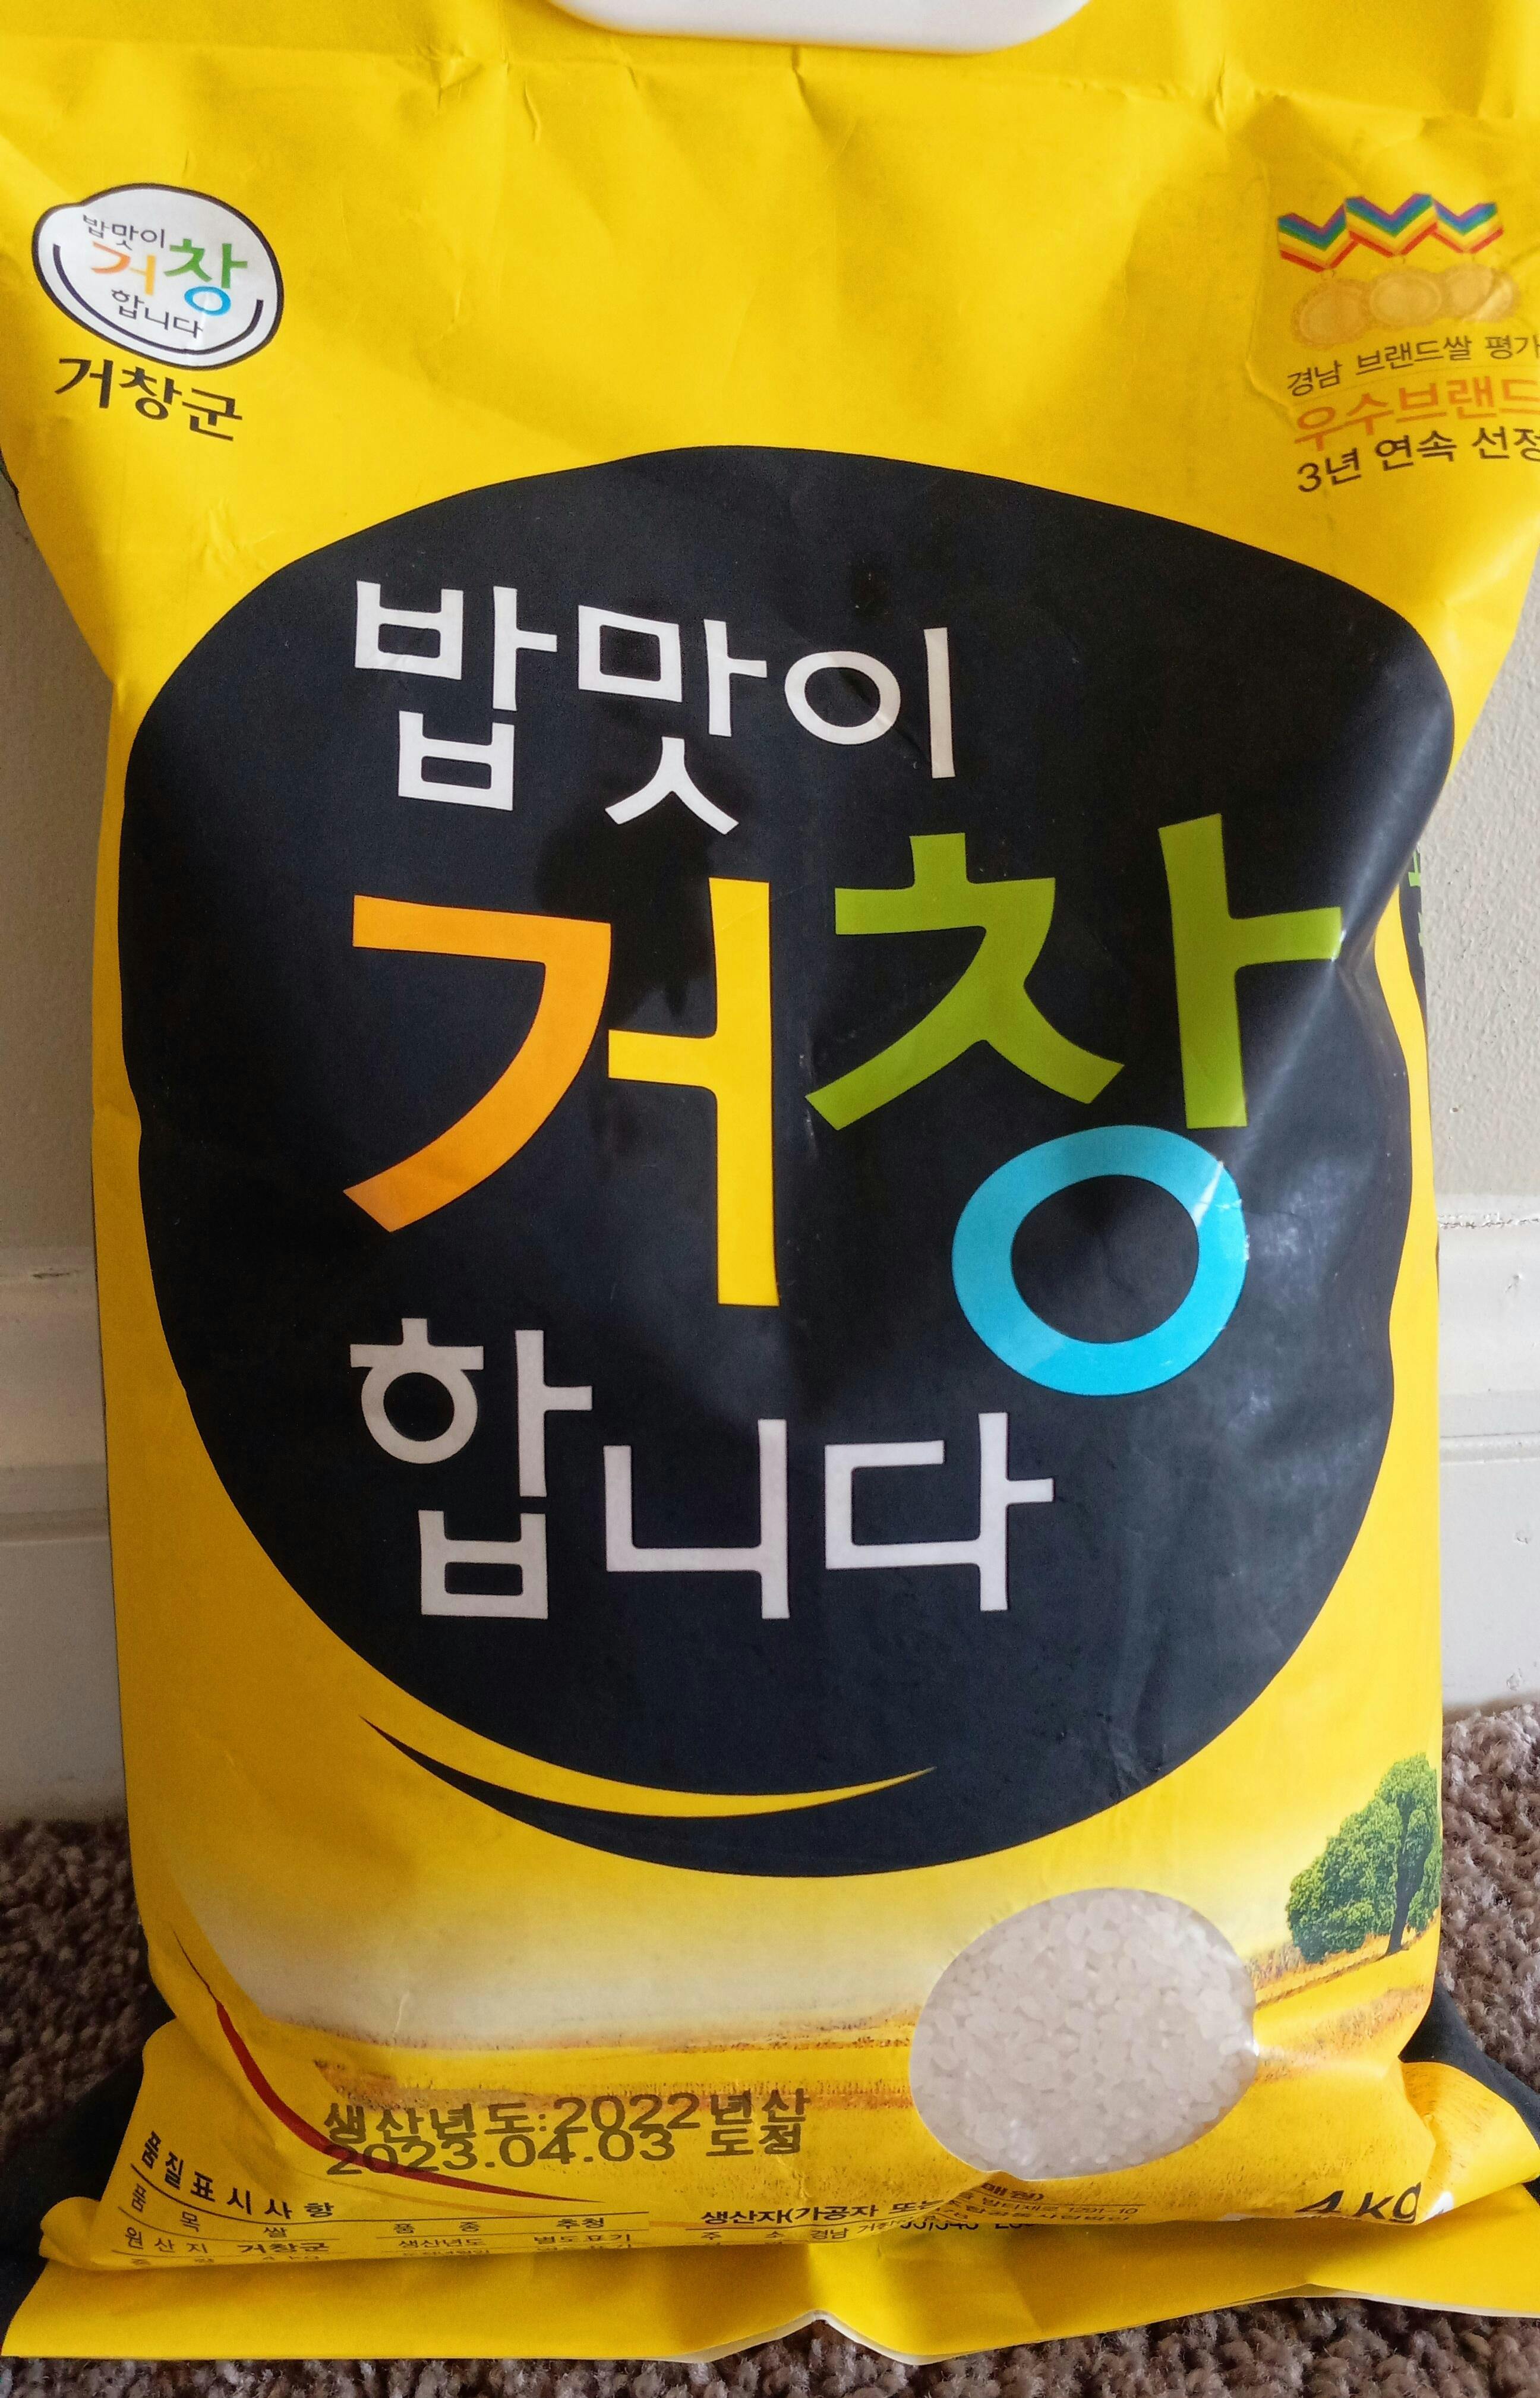 밥맛이
거창
합니다
거창군
경남 브랜드쌀 평가
우수브랜드
3년 연속 선정
밥맛이
거창
합니다
생산년도:2022년산
2023.04.03 도정
품질표시사항
품 목 쌀 품 종 추청
원산지 거창군 생산년도 별도표기
생산자(가공자 또는
주 소 경남
4kg